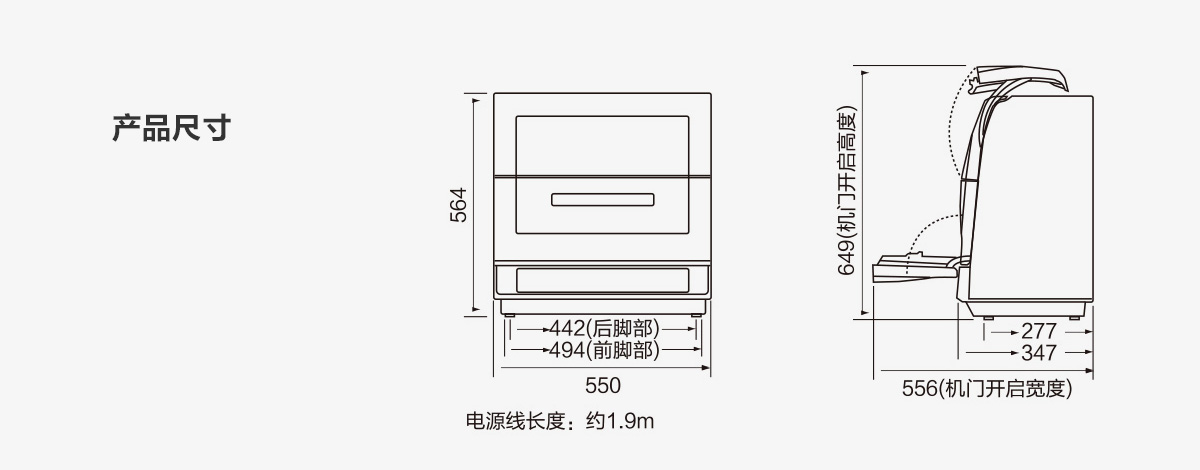 产品尺寸
564
442(后脚部)
494(前脚部)
550
电源线长度：约1.9m
649(机门开启高度)
277
347
556(机门开启宽度)